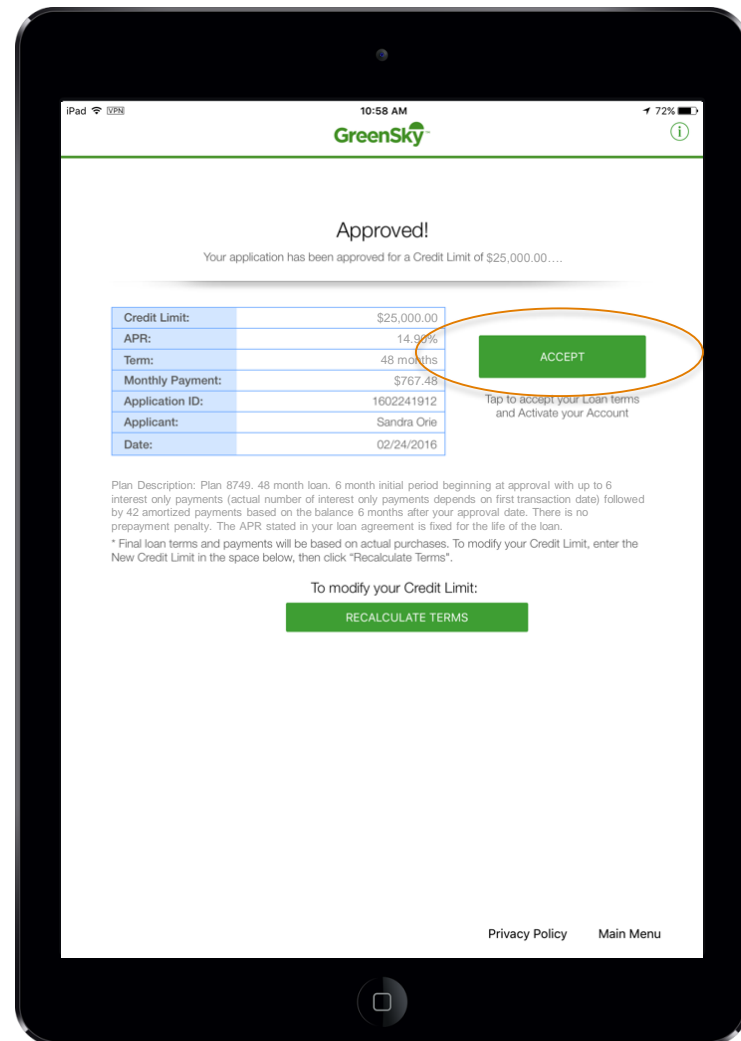 iPad VPN 10:58 AM 72%
GreenSky™
Approved!
Your application has been approved for a Credit Limit of $25,000.00....
Credit Limit: $25,000.00
APR: 14.90%
Term: 48 months
Monthly Payment: $767.48
Application ID: 1602241912
Applicant: Sandra Orie
Date: 02/24/2016
ACCEPT
Tap to accept your Loan terms
and Activate your Account
Plan Description: Plan 8749. 48 month loan. 6 month initial period beginning at approval with up to 6
interest only payments (actual number of interest only payments depends on first transaction date) followed
by 42 amortized payments based on the balance 6 months after your approval date. There is no
prepayment penalty. The APR stated in your loan agreement is fixed for the life of the loan.
* Final loan terms and payments will be based on actual purchases. To modify your Credit Limit, enter the
New Credit Limit in the space below, then click “Recalculate Terms”.
To modify your Credit Limit:
RECALCULATE TERMS
Privacy Policy Main Menu